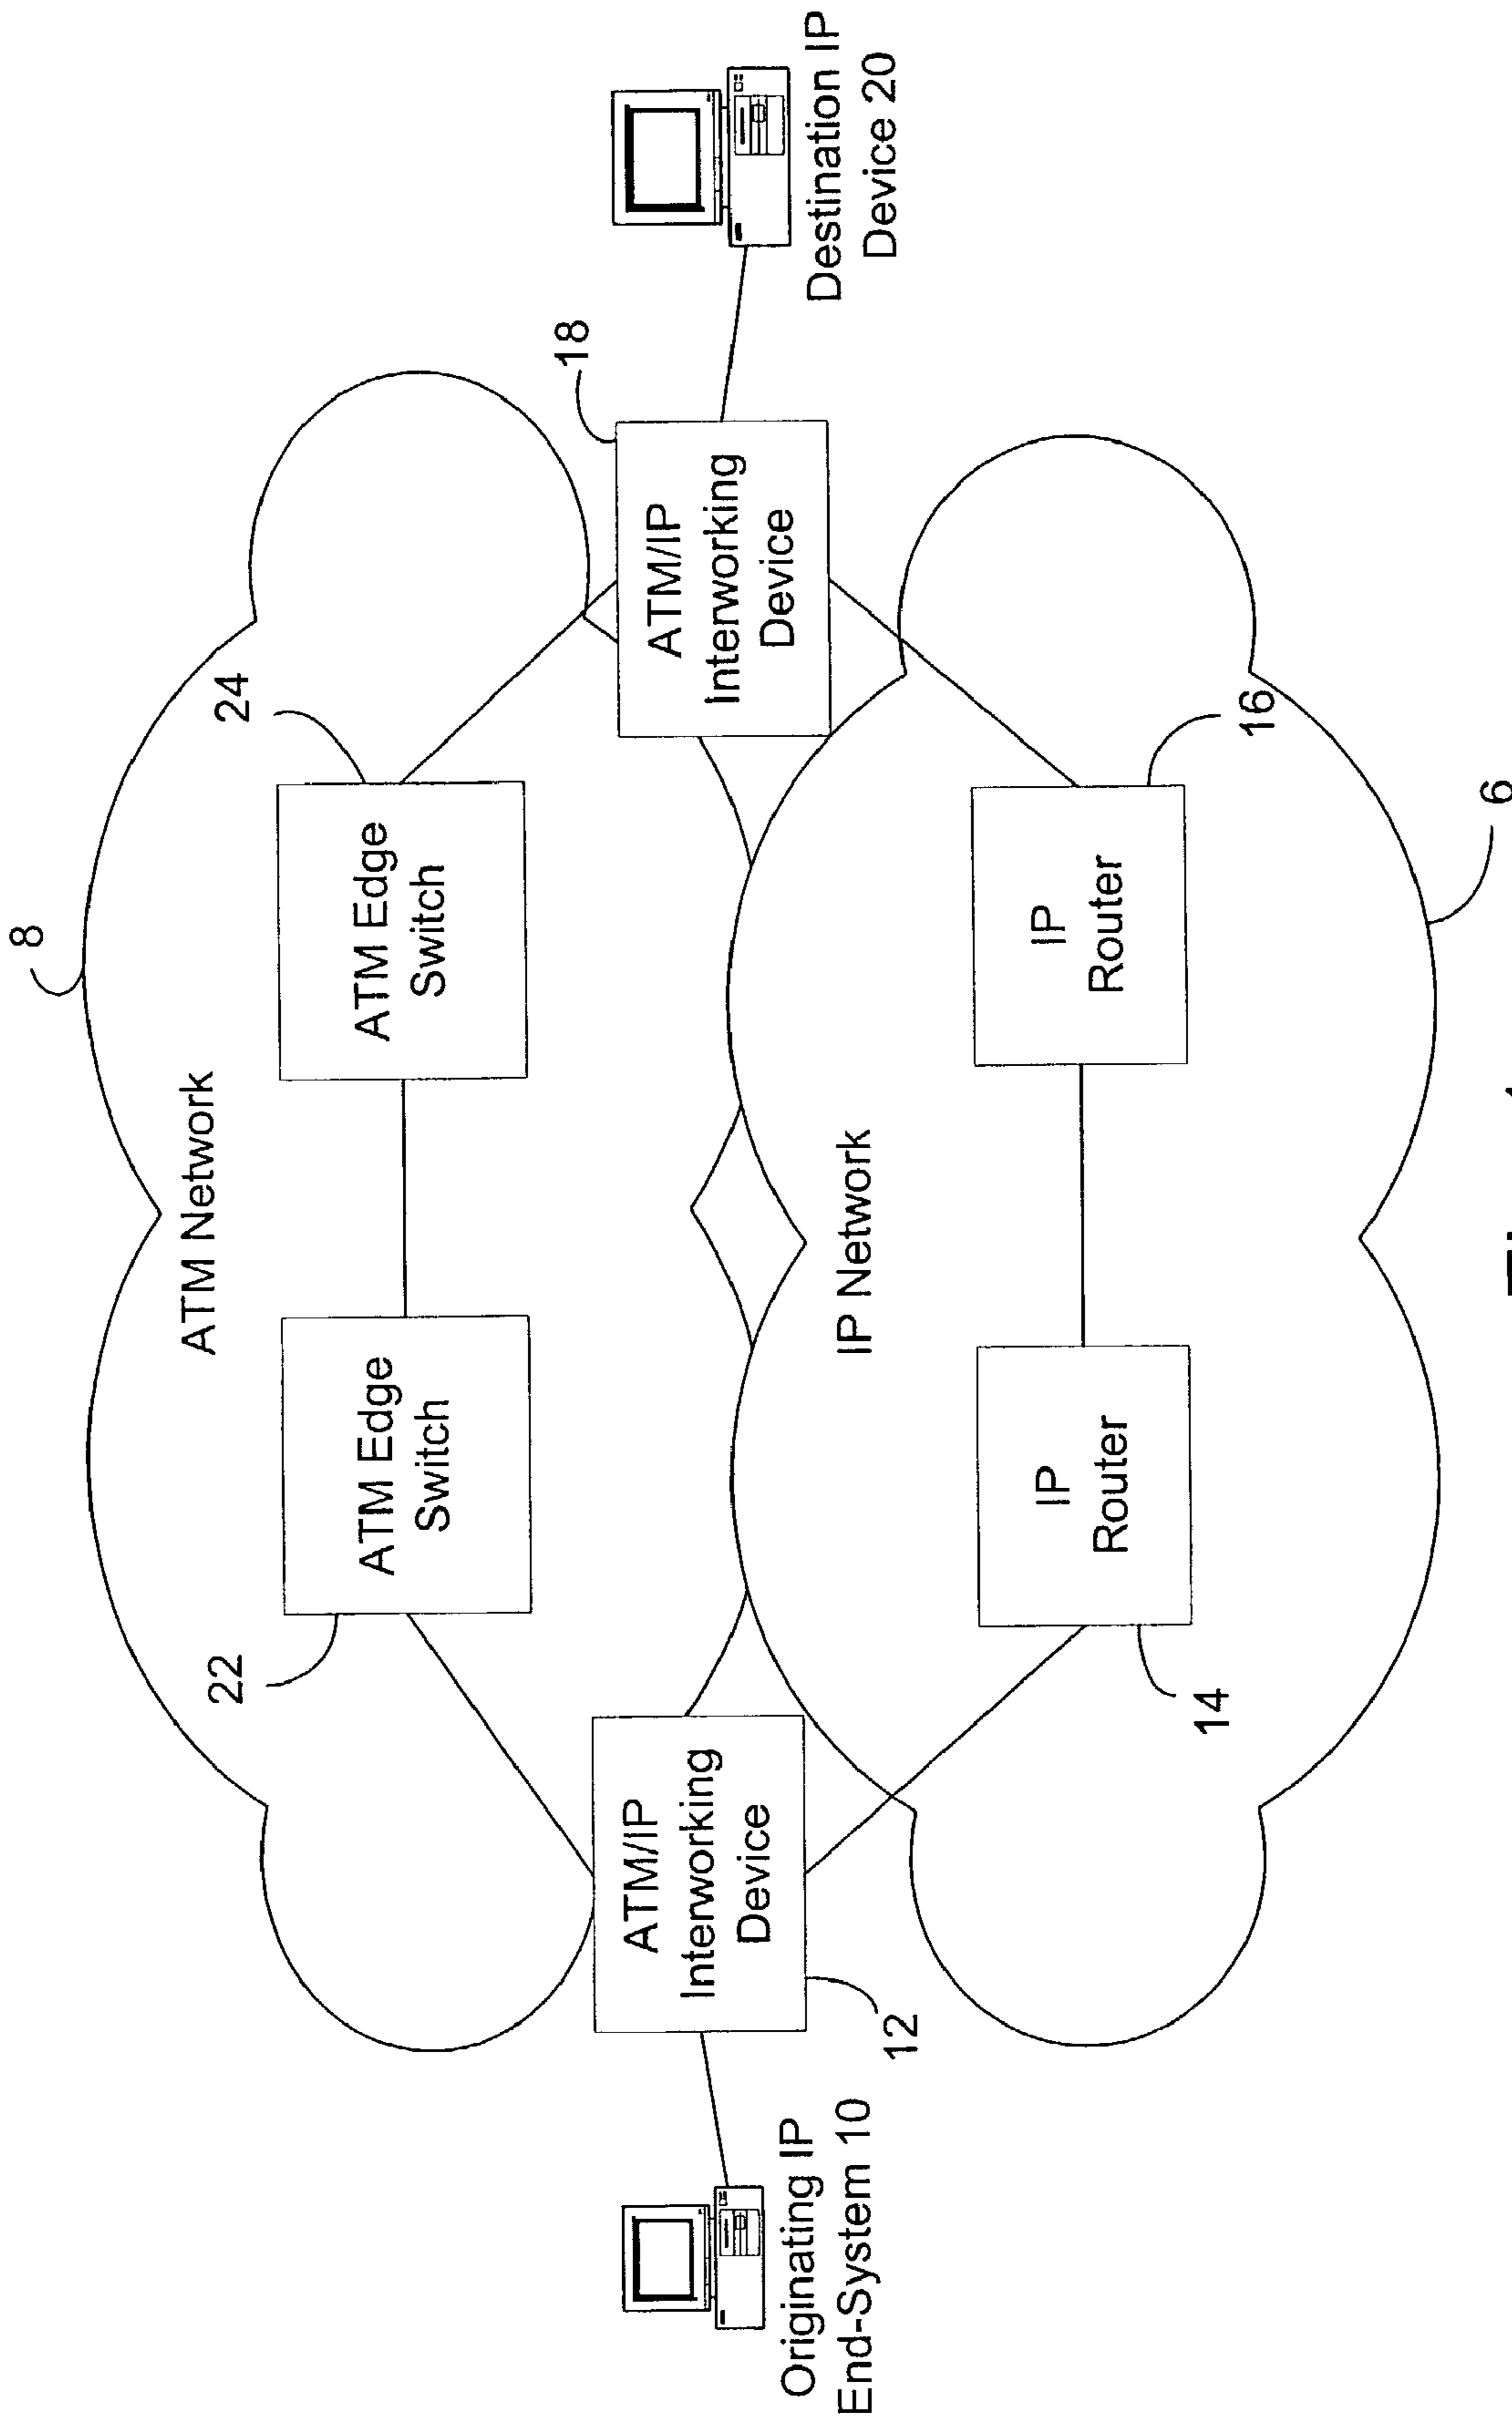 8
ATM Network
22
ATM Edge
Switch
24
ATM Edge
Switch
Originating IP
End-System 10
ATM/IP
Interworking
Device
12
18
ATM/IP
Interworking
Device
Destination IP
Device 20
IP Network
IP
Router
14
IP
Router
16
6